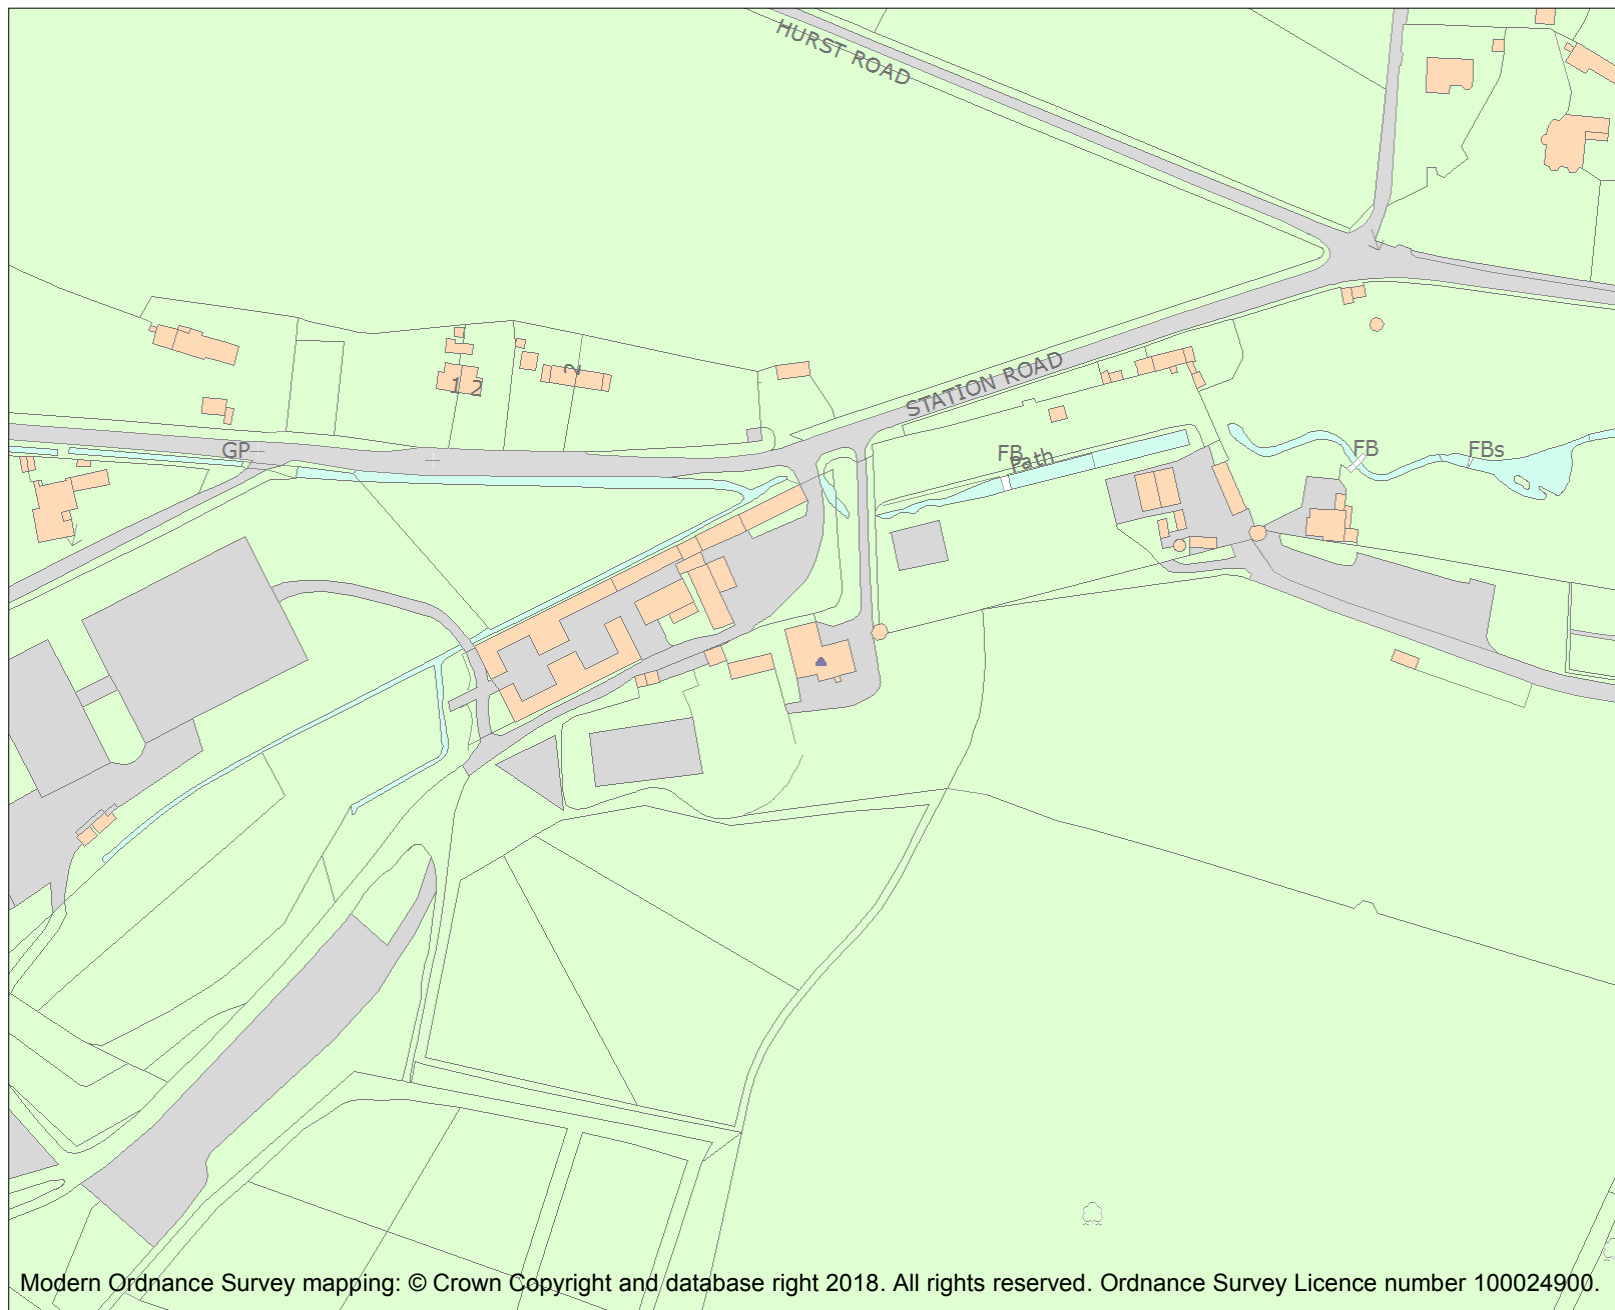 HURST ROAD
STATION ROAD
1 2
2
GP
FB
Path
FB
FBs
Modern Ordnance Survey mapping: © Crown Copyright and database right 2018. All rights reserved. Ordnance Survey Licence number 100024900.